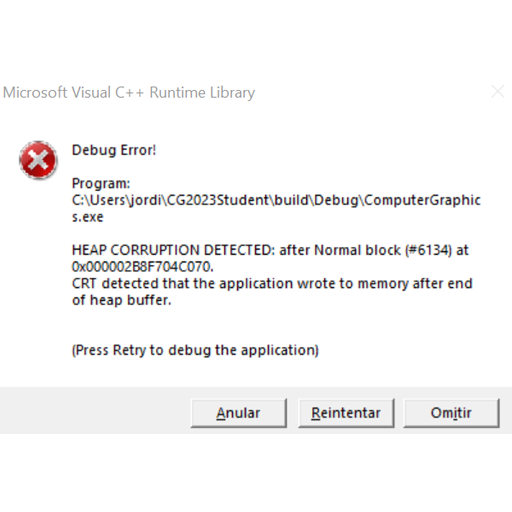 Microsoft Visual C++ Runtime Library
Debug Error!
Program:
C:\Users\jordi\CG2023Student\build\Debug\ComputerGraphic
s.exe
HEAP CORRUPTION DETECTED: after Normal block (#6134) at
0x000002B8F704C070.
CRT detected that the application wrote to memory after end
of heap buffer.
(Press Retry to debug the application)
Anular Reintentar Omitir